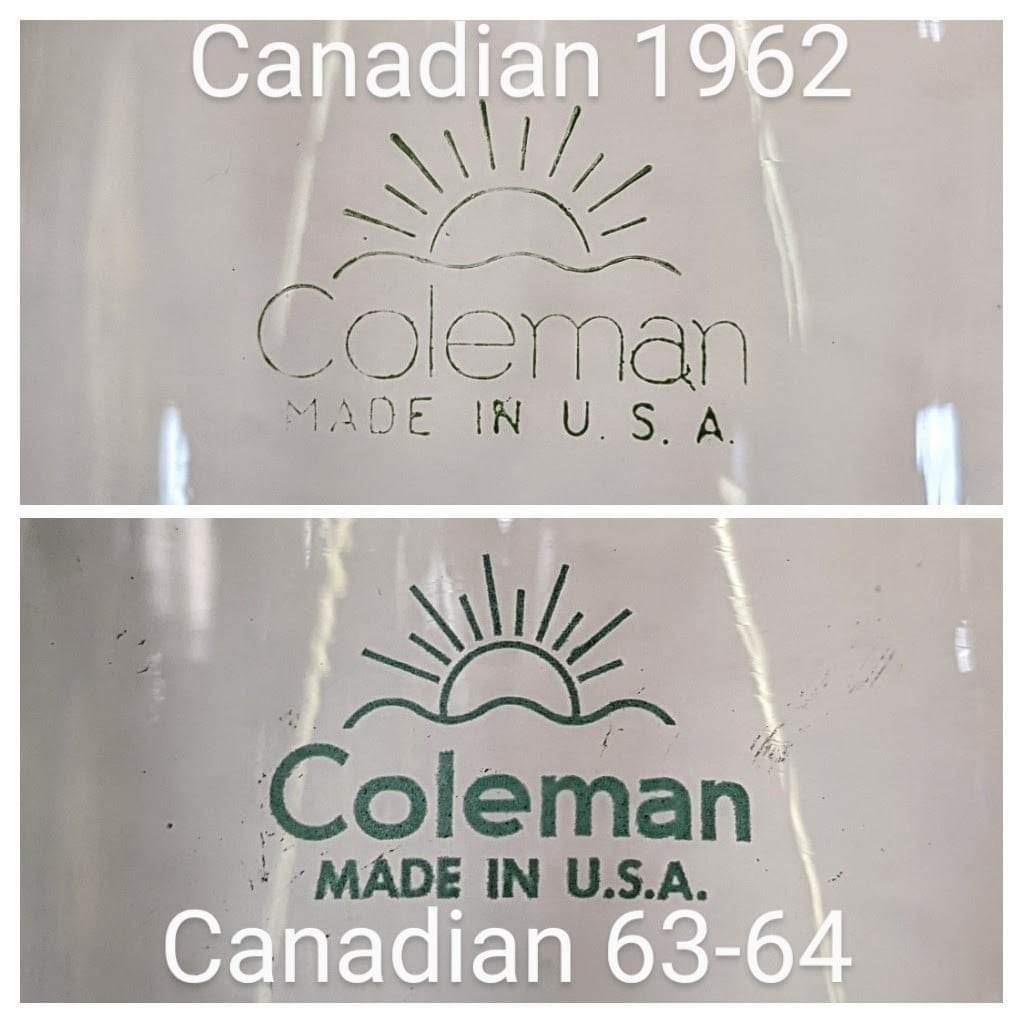 Canadian 1962
Coleman
MADE IN U. S. A.
Coleman
MADE IN U.S.A.
Canadian 63-64